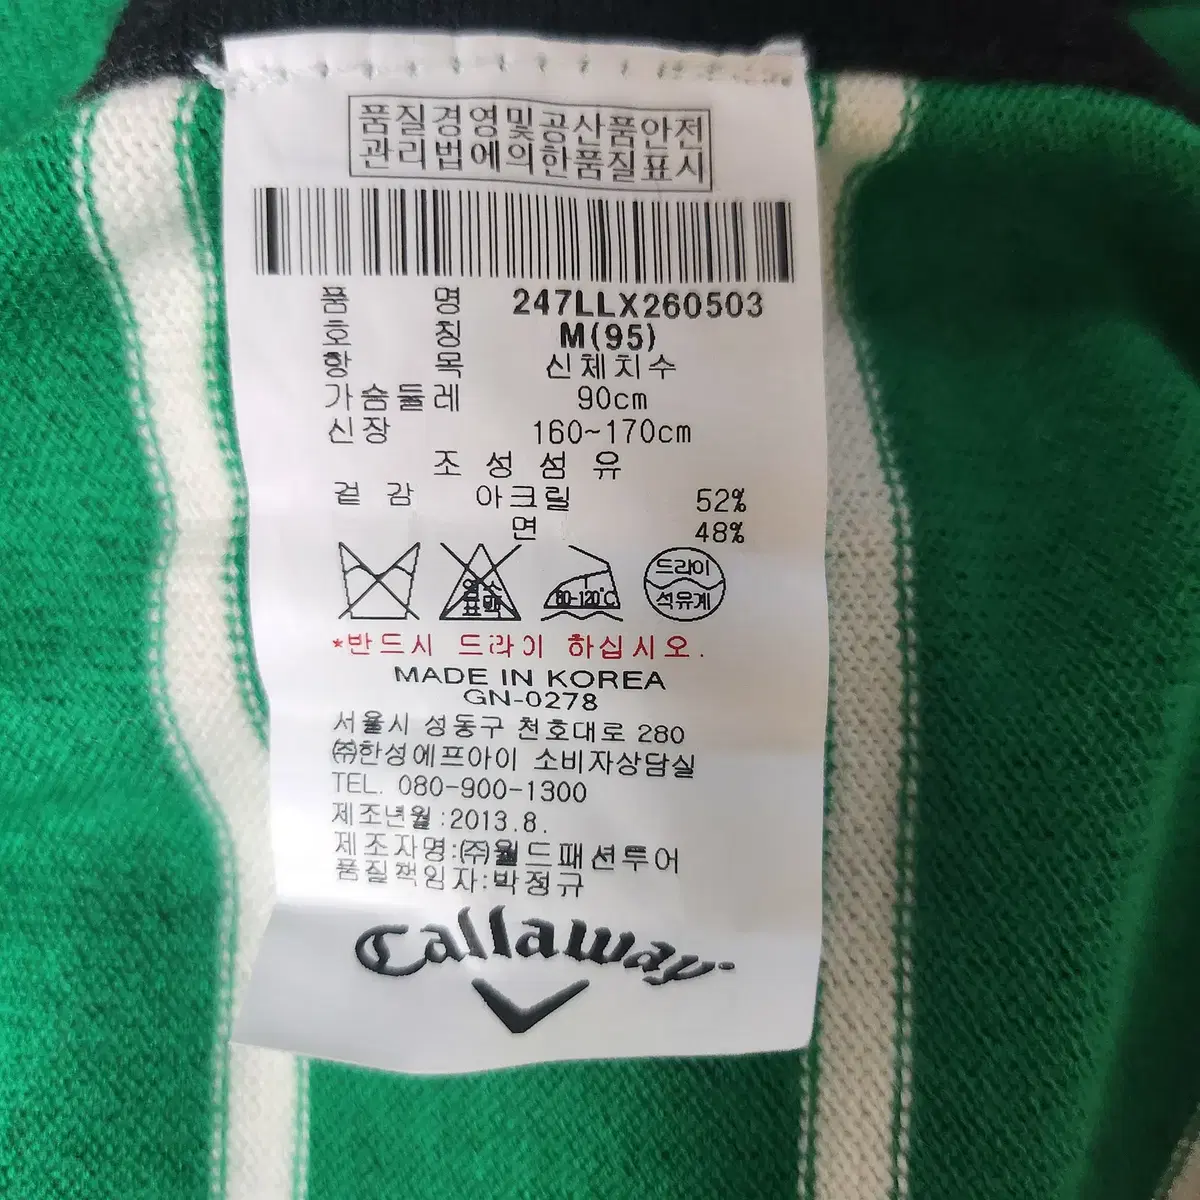 품질경영및공산품안전
관리법에의한품질표시
품 명 247LLX260503
호 칭 M(95)
항 목 신체치수
가슴둘레 90cm
신장 160~170cm
조성섬유
겉감 아크릴 52%
면 48%
염소표백 80-120℃ 드라이 석유계
*반드시 드라이 하십시오.
MADE IN KOREA
GN-0278
서울시 성동구 천호대로 280
㈜한성에프아이 소비자상담실
TEL. 080-900-1300
제조년월:2013.8.
제조자명:(주)월드패션투어
품질책임자:박정규
Callaway